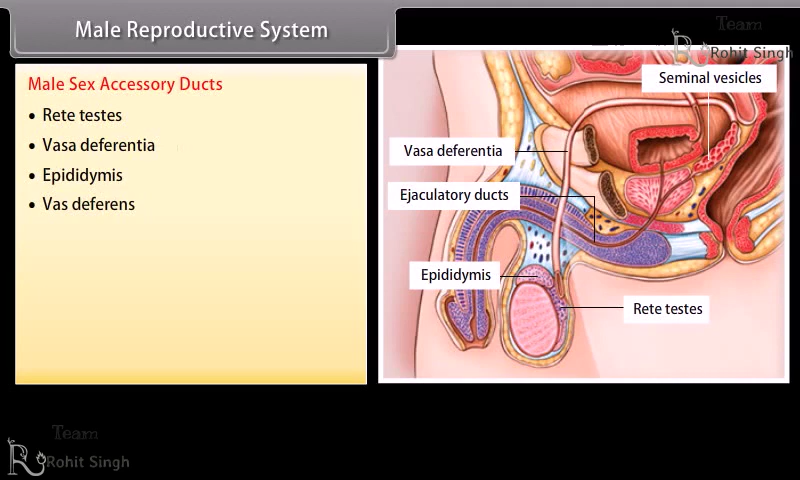 Male Reproductive System
Team
Rohit Singh
Male Sex Accessory Ducts
• Rete testes
• Vasa deferentia
• Epididymis
• Vas deferens
Seminal vesicles
Vasa deferentia
Ejaculatory ducts
Epididymis
Rete testes
Team
Rohit Singh